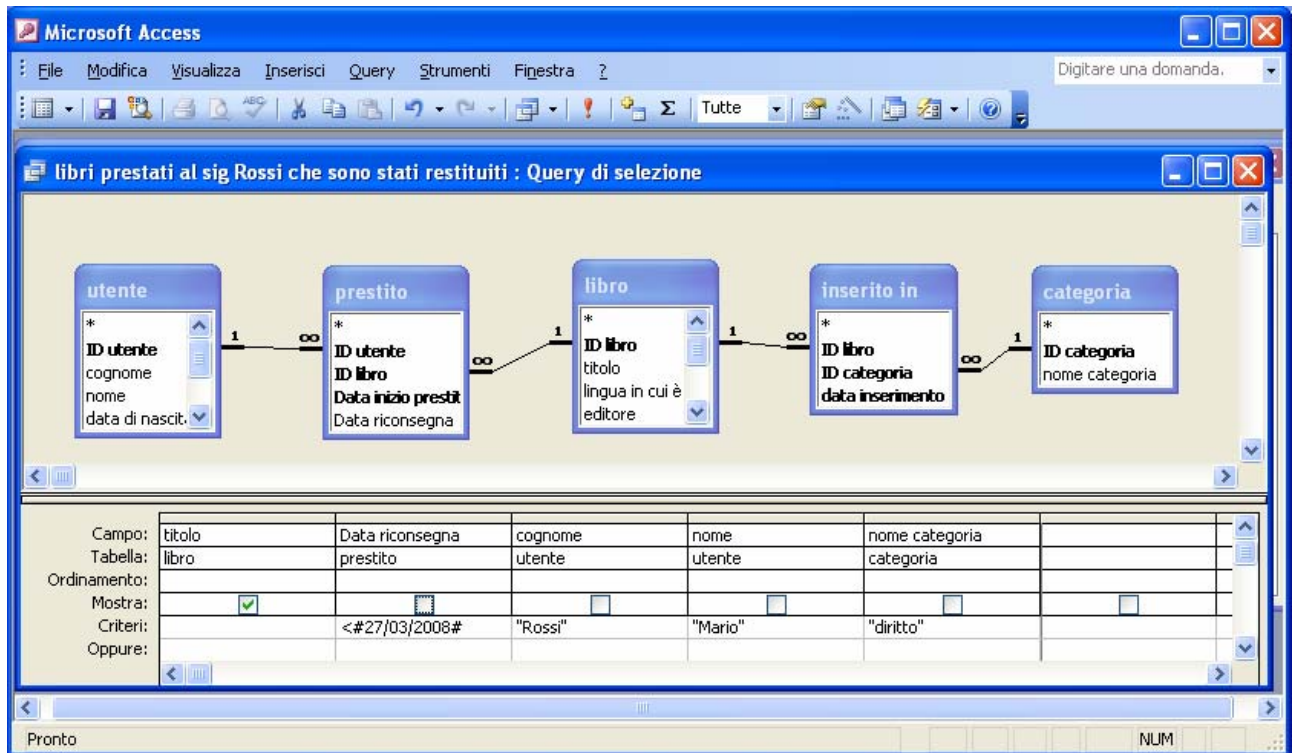 Microsoft Access
File Modifica Visualizza Inserisci Query Strumenti Finestra ? Digitare una domanda.
ABC Σ Tutte
libri prestati al sig Rossi che sono stati restituiti : Query di selezione
utente
*
ID utente
cognome
nome
data di nascit.
1 ∞
prestito
*
ID utente
ID libro
Data inizio prestit
Data riconsegna
∞ 1
libro
*
ID libro
titolo
lingua in cui è
editore
1 ∞
inserito in
*
ID libro
ID categoria
data inserimento
∞ 1
categoria
*
ID categoria
nome categoria
Campo: titolo Data riconsegna cognome nome nome categoria
Tabella: libro prestito utente utente categoria
Ordinamento:
Mostra:
Criteri: <#27/03/2008# "Rossi" "Mario" "diritto"
Oppure:
Pronto NUM